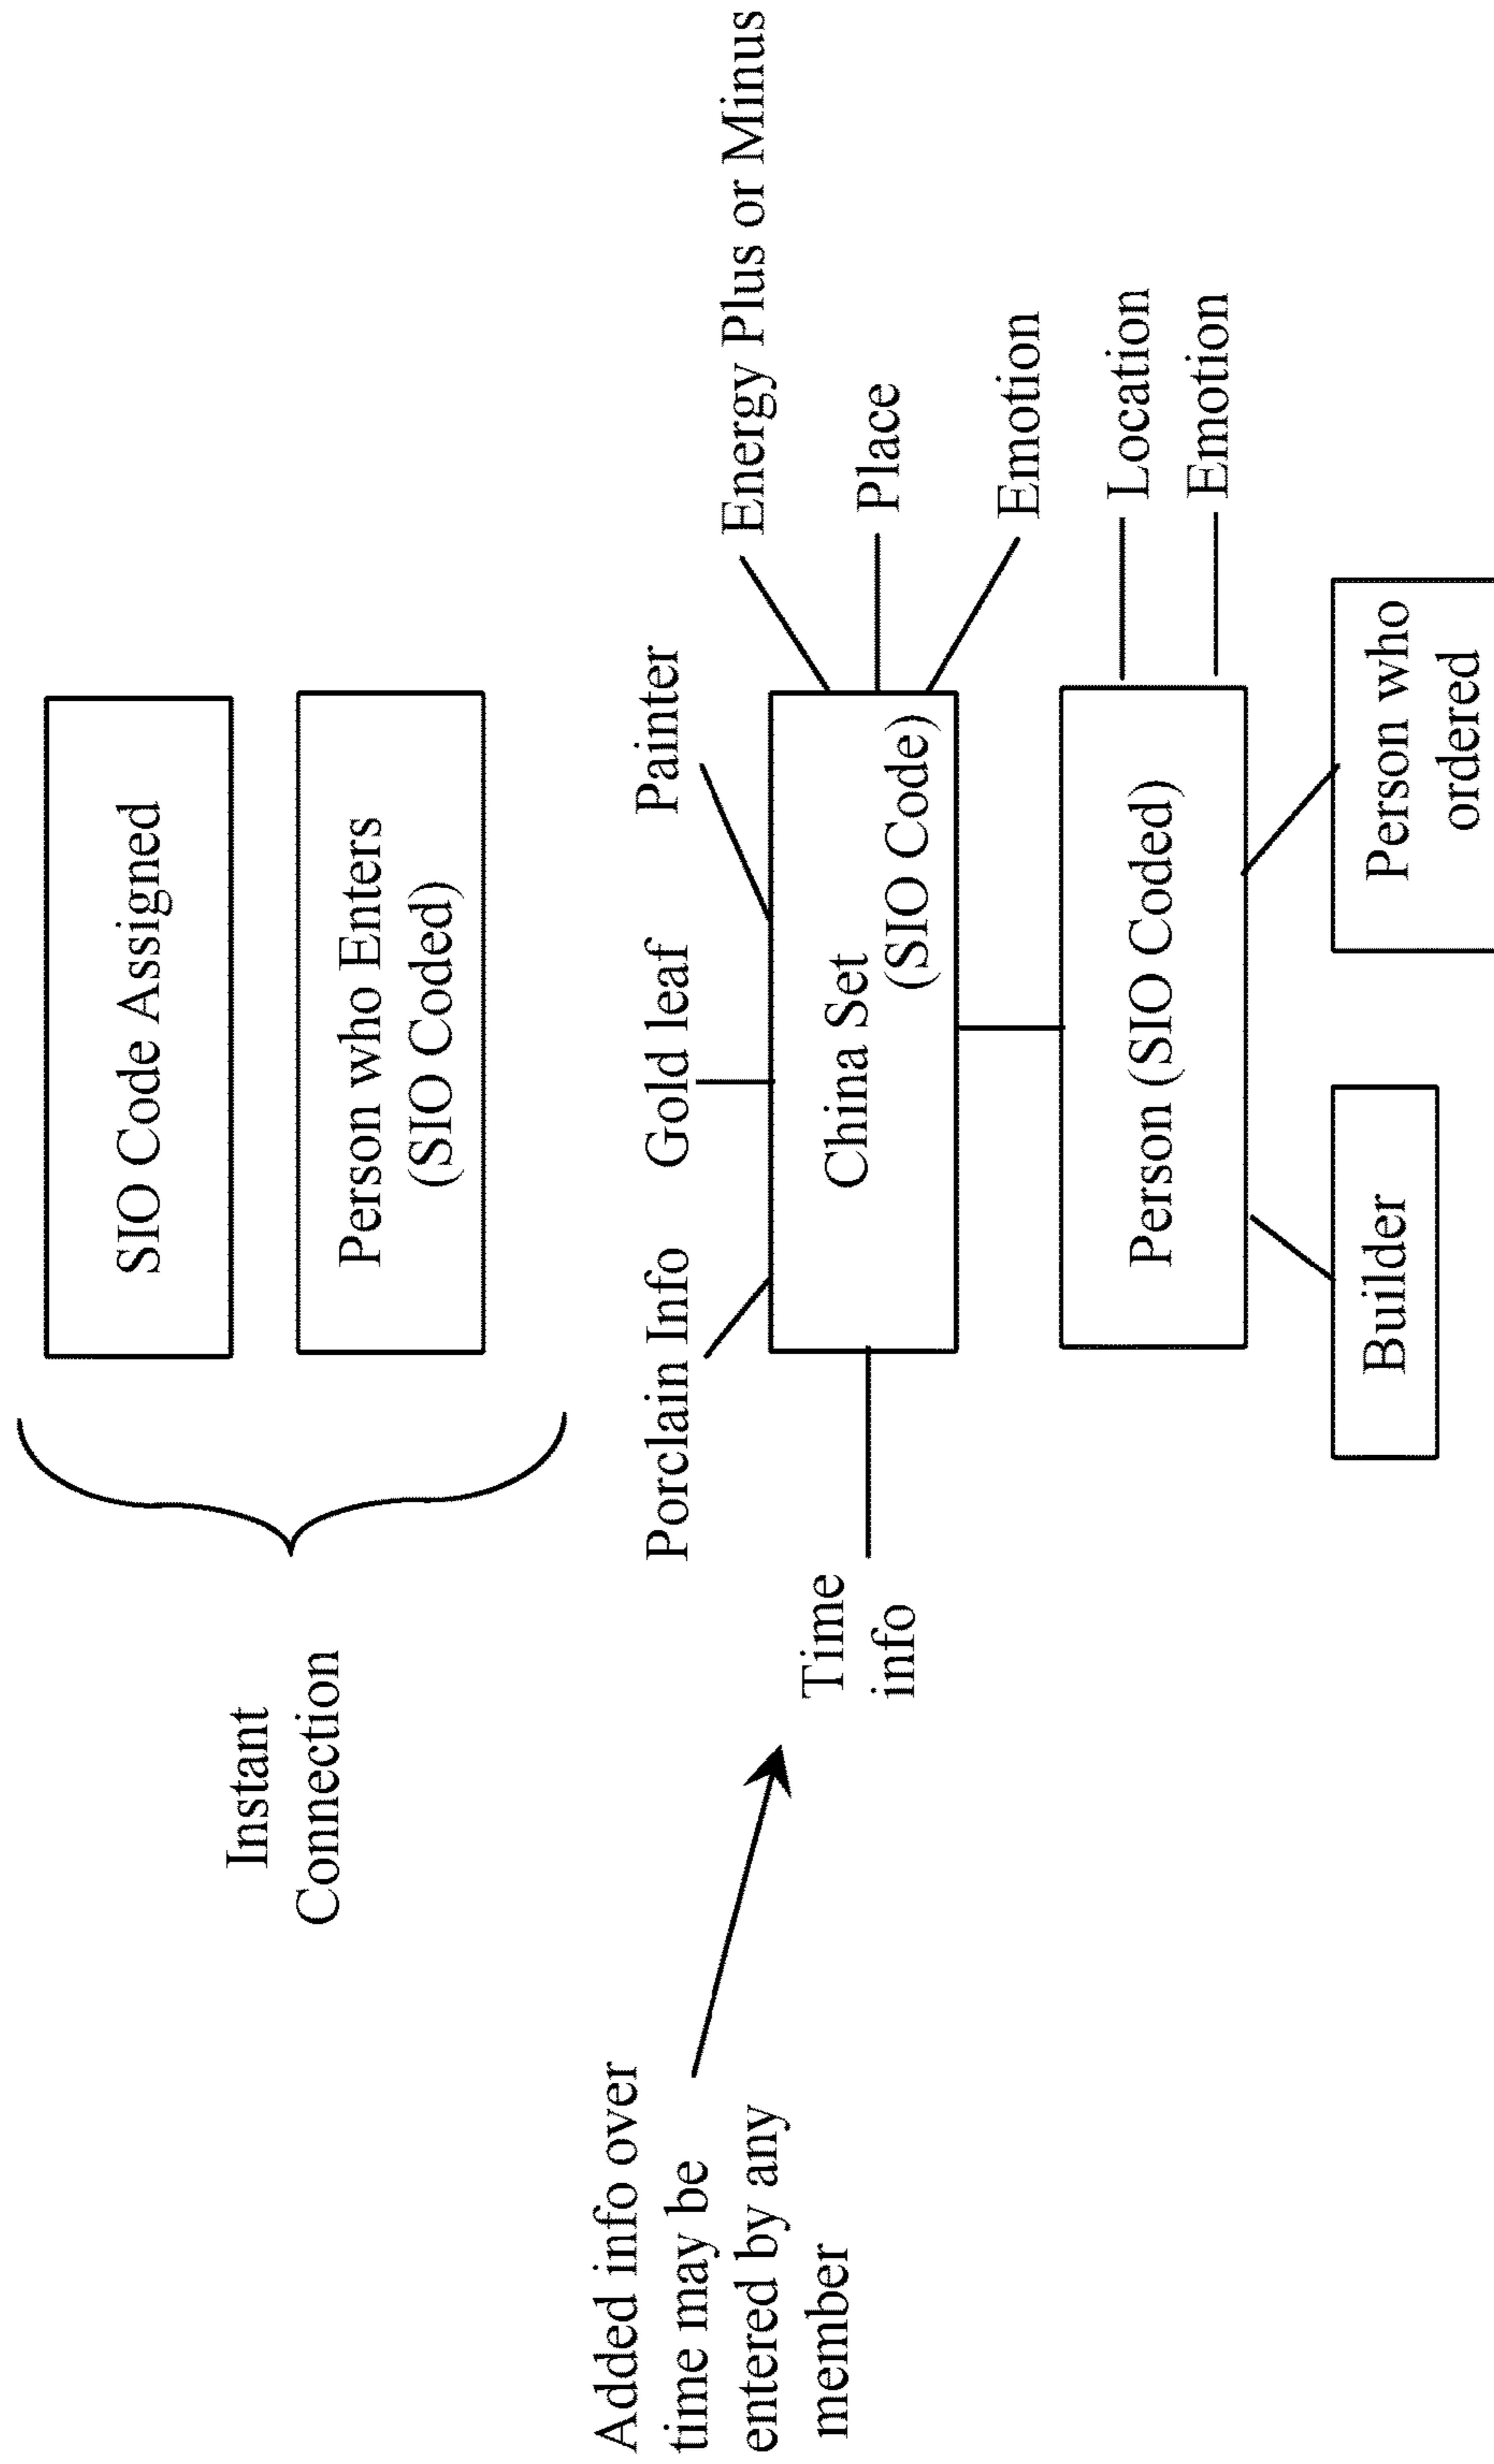 SIO Code Assigned
Person who Enters
(SIO Coded)
Instant
Connection
Porclain Info
Gold leaf
Painter
Energy Plus or Minus
Place
Emotion
China Set
(SIO Code)
Time
info
Added info over
time may be
entered by any
member
Person (SIO Coded)
Location
Emotion
Builder
Person who
ordered